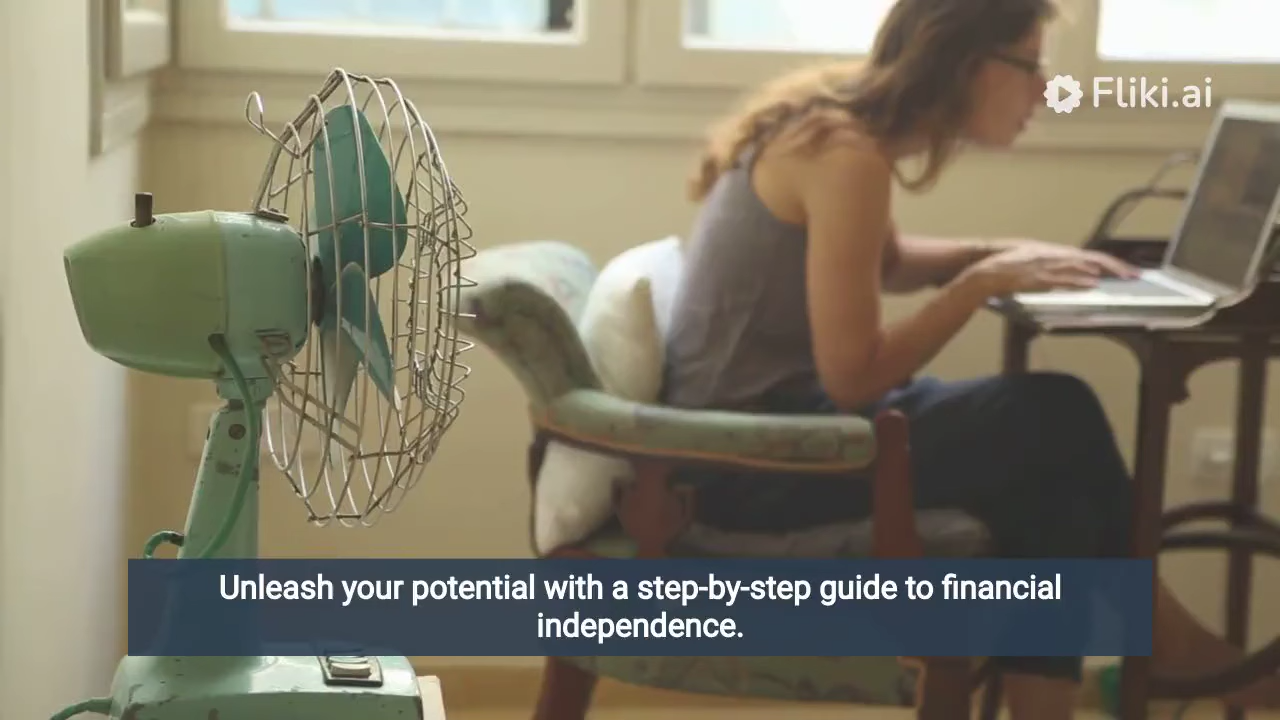 Fliki.ai
Unleash your potential with a step-by-step guide to financial
independence.